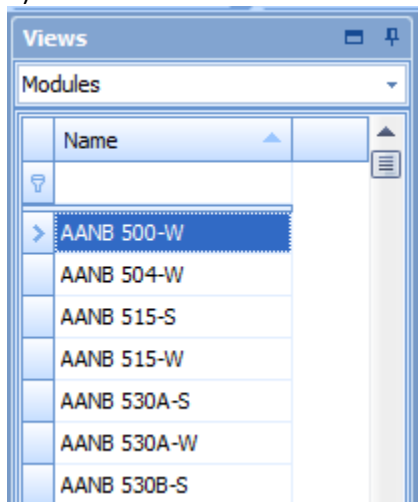 Views
Modules
Name
AANB 500-W
AANB 504-W
AANB 515-S
AANB 515-W
AANB 530A-S
AANB 530A-W
AANB 530B-S